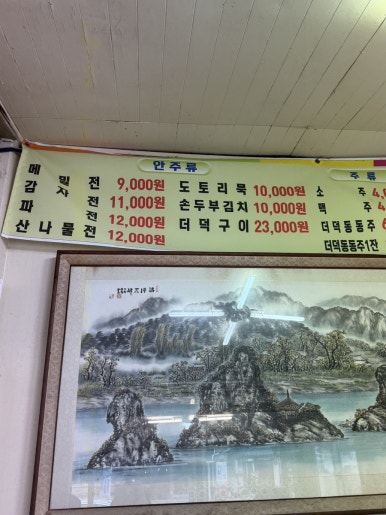 안주류
메밀전 9,000원
감자전 11,000원
파전 12,000원
산나물전 12,000원
도토리묵 10,000원
손두부김치 10,000원
더덕구이 23,000원
주류
소주
맥주
더덕동동주
더덕동동주1잔